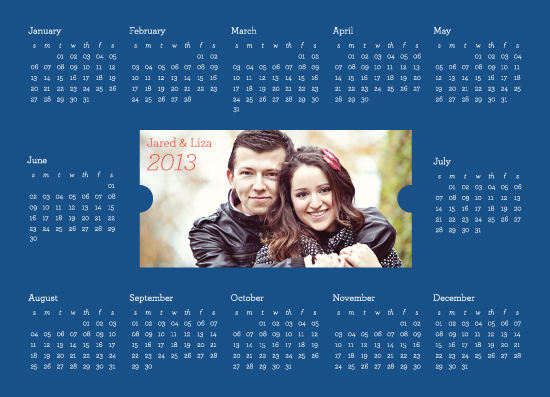 January
s m t w th f s
01 02 03 04 05
06 07 08 09 10 11 12
13 14 15 16 17 18 19
20 21 22 23 24 25 26
27 28 29 30 31
February
s m t w th f s
01 02
03 04 05 06 07 08 09
10 11 12 13 14 15 16
17 18 19 20 21 22 23
24 25 26 27 28
March
s m t w th f s
01 02
03 04 05 06 07 08 09
10 11 12 13 14 15 16
17 18 19 20 21 22 23
24 25 26 27 28 29 30
31
April
s m t w th f s
01 02 03 04 05 06
07 08 09 10 11 12 13
14 15 16 17 18 19 20
21 22 23 24 25 26 27
28 29 30
May
s m t w th f s
01 02 03 04
05 06 07 08 09 10 11
12 13 14 15 16 17 18
19 20 21 22 23 24 25
26 27 28 29 30 31
June
s m t w th f s
01
02 03 04 05 06 07 08
09 10 11 12 13 14 15
16 17 18 19 20 21 22
23 24 25 26 27 28 29
30
Jared & Liza
2013
July
s m t w th f s
01 02 03 04 05 06
07 08 09 10 11 12 13
14 15 16 17 18 19 20
21 22 23 24 25 26 27
28 29 30 31
August
s m t w th f s
01 02 03
04 05 06 07 08 09 10
11 12 13 14 15 16 17
18 19 20 21 22 23 24
25 26 27 28 29 30 31
September
s m t w th f s
01 02 03 04 05 06 07
08 09 10 11 12 13 14
15 16 17 18 19 20 21
22 23 24 25 26 27 28
29 30
October
s m t w th f s
01 02 03 04 05
06 07 08 09 10 11 12
13 14 15 16 17 18 19
20 21 22 23 24 25 26
27 28 29 30 31
November
s m t w th f s
01 02
03 04 05 06 07 08 09
10 11 12 13 14 15 16
17 18 19 20 21 22 23
24 25 26 27 28 29 30
December
s m t w th f s
01 02 03 04 05 06 07
08 09 10 11 12 13 14
15 16 17 18 19 20 21
22 23 24 25 26 27 28
29 30 31